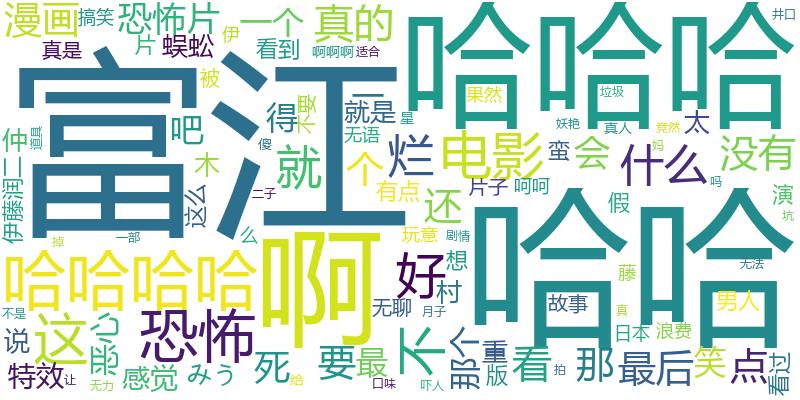 漫画 搞笑 恐怖片 一个 真的 哈哈哈 井口
真是 片 蜈蚣 伊 看到 啊啊啊 适合
富江 被 一 果然 垃圾
仲 道具 吧 得 不要 就是 星 妖艳 真人 竟然 太
伊藤润二 木 这么 傻 就 无语 个 烂 电影 蛮 会 什么 没有
二子 有点 片子 呵呵 妈 吗 演
么 还 假 坑
掉 一部 啊 玩意 剧情 哈哈
哈哈哈哈 好 想 藤 无法
不是 无聊 村 故事 真 男人
说 这 恶心 恐怖 月子 不 那个 重 日本 浪费
特效 让 感觉 みう 死 要 最 看 那 最后 笑 点 看过
无力 给 口味 吓人 版 拍